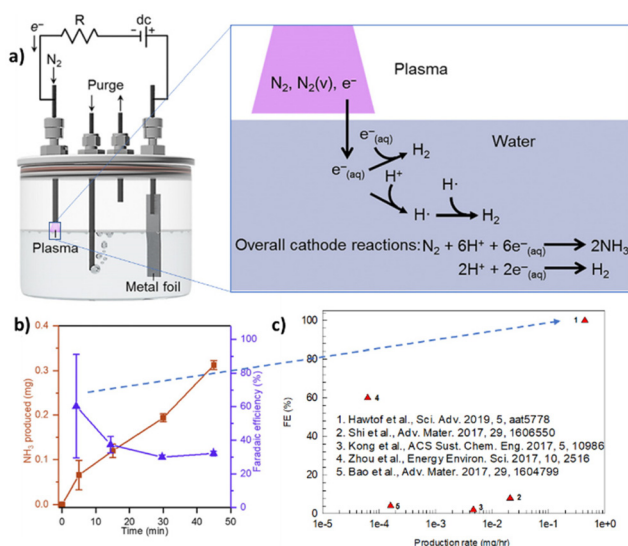 a)
e⁻
R
dc
- +
N₂
Purge
Plasma
Metal foil
N₂, N₂(v), e⁻
Plasma
Water
e⁻(aq)
e⁻(aq)
H₂
H⁺
H·
H·
H₂
Overall cathode reactions: N₂ + 6H⁺ + 6e⁻(aq) → 2NH₃
2H⁺ + 2e⁻(aq) → H₂
b)
NH₃ produced (mg)
0.4
0.3
0.2
0.1
0.0
0 10 20 30 40 50
Time (min)
100
80
60
40
20
0
Faradaic efficiency (%)
c)
FE (%)
100
80
60
40
20
0
1
4
1. Hawtof et al., Sci. Adv. 2019, 5, aat5778
2. Shi et al., Adv. Mater. 2017, 29, 1606550
3. Kong et al., ACS Sust. Chem. Eng. 2017, 5, 10986
4. Zhou et al., Energy Environ. Sci. 2017, 10, 2516
5. Bao et al., Adv. Mater. 2017, 29, 1604799
5
3
2
1e-5 1e-4 1e-3 1e-2 1e-1 1e+0
Production rate (mg/hr)